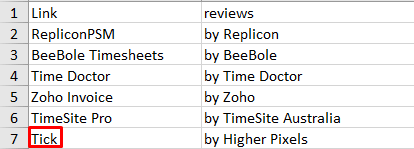 1 Link reviews
2 RepliconPSM by Replicon
3 BeeBole Timesheets by BeeBole
4 Time Doctor by Time Doctor
5 Zoho Invoice by Zoho
6 TimeSite Pro by TimeSite Australia
7 Tick by Higher Pixels